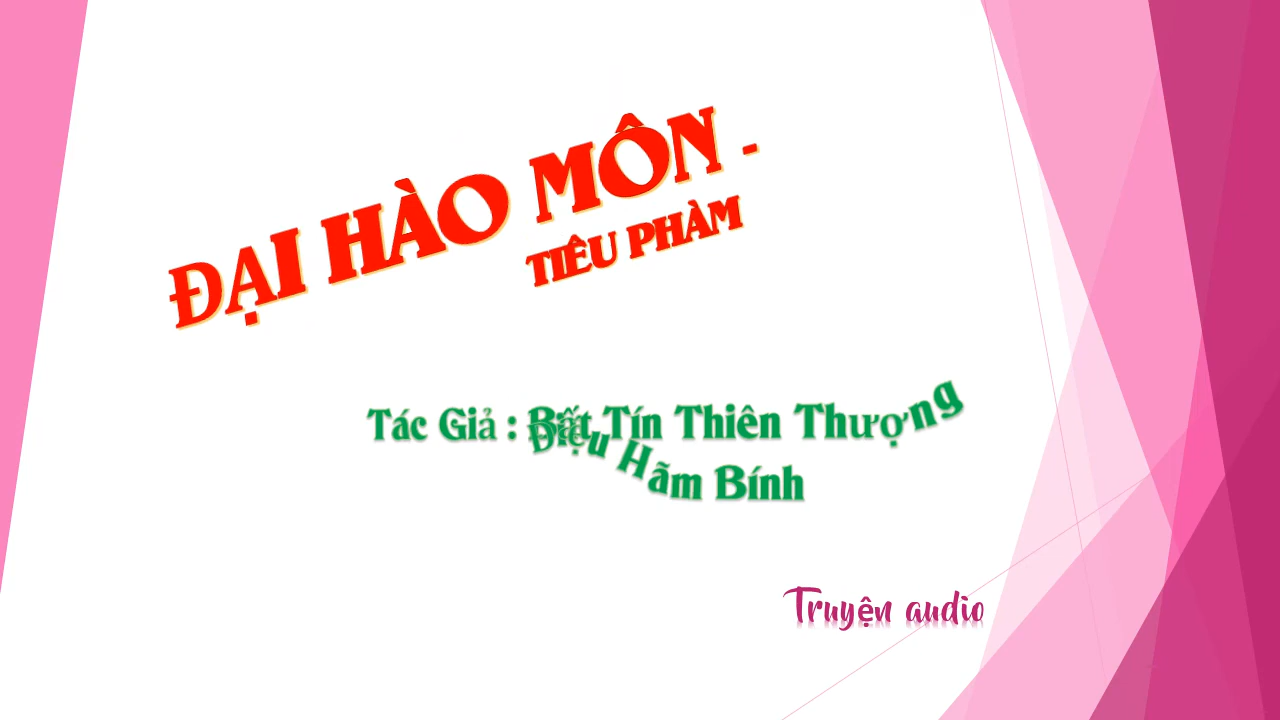 ĐẠI HÀO MÔN -
TIÊU PHÀM
Tác Giả : Bất Tín Thiên Thượng
Điệu Hãm Bính
Truyện audio